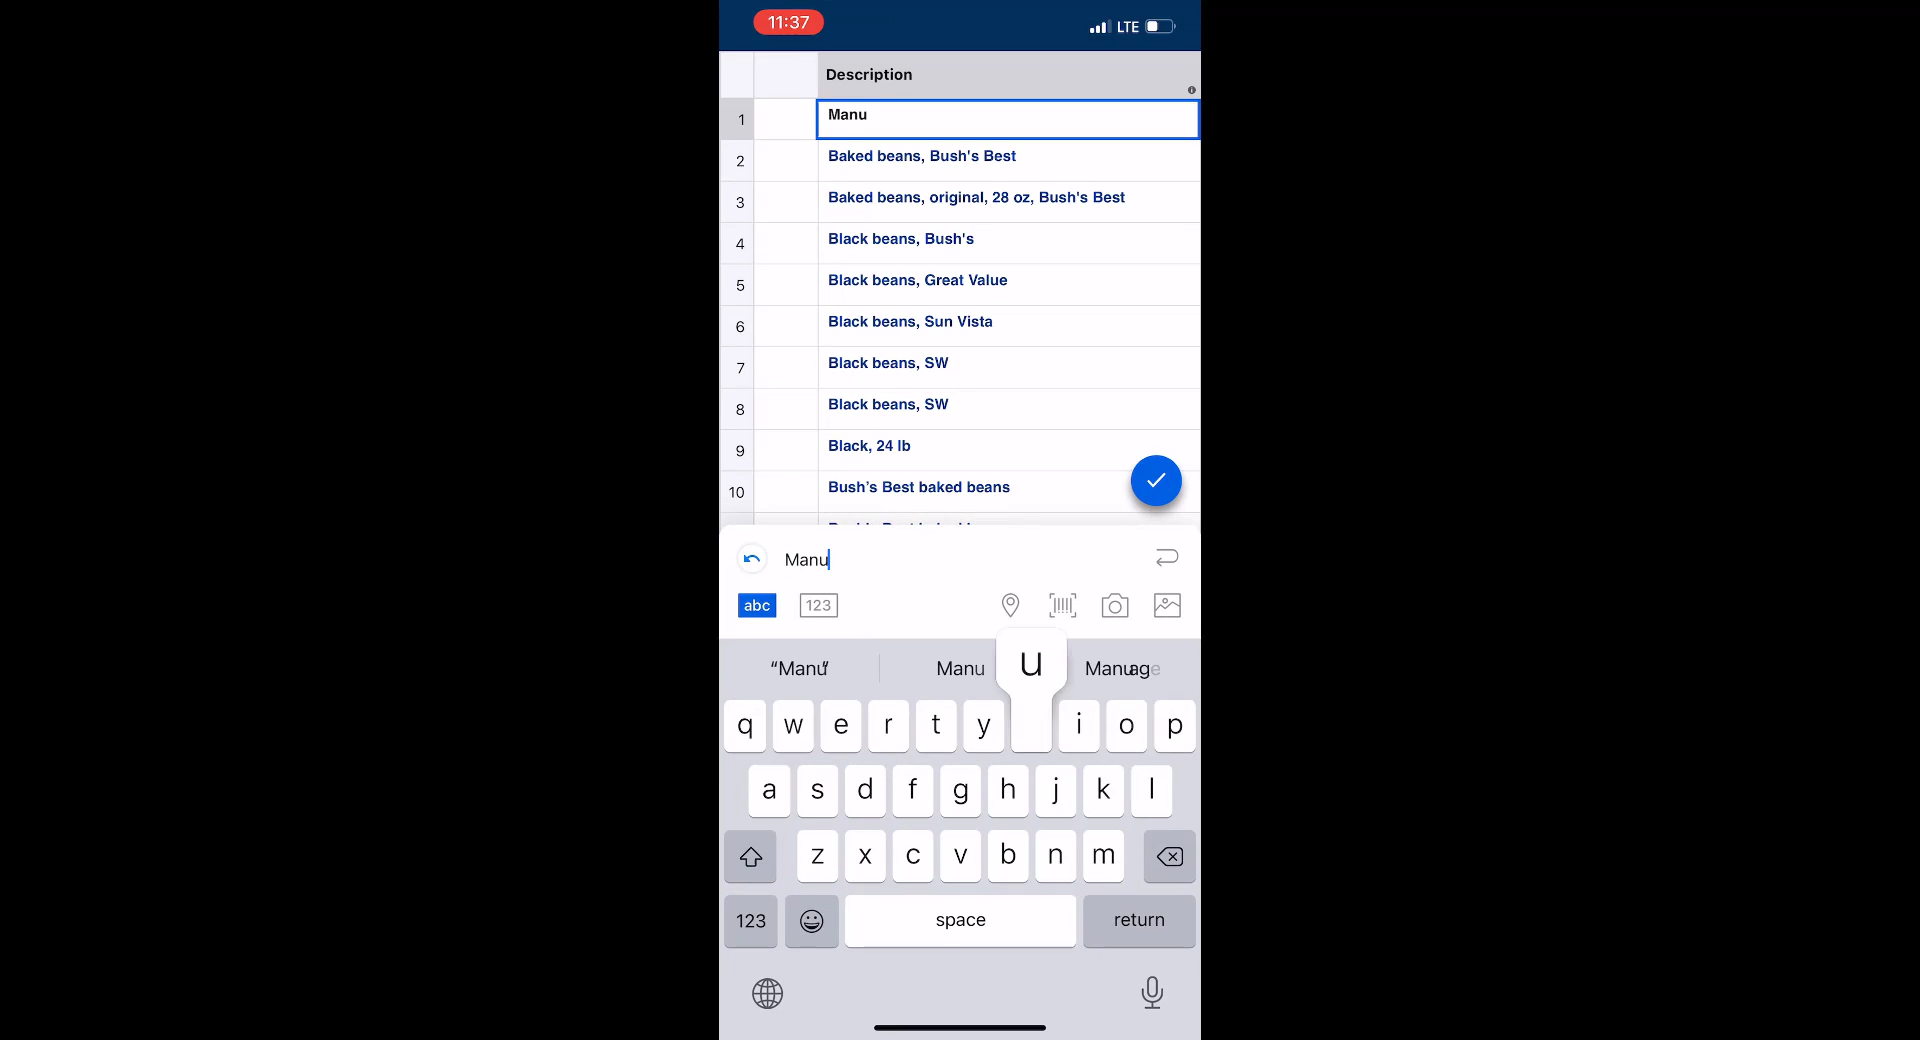 11:37
LTE
Description
1 Manu
2 Baked beans, Bush's Best
3 Baked beans, original, 28 oz, Bush's Best
4 Black beans, Bush's
5 Black beans, Great Value
6 Black beans, Sun Vista
7 Black beans, SW
8 Black beans, SW
9 Black, 24 lb
10 Bush’s Best baked beans
Manu
abc 123
“Manu” Manu u
q w e r t y i o p
a s d f g h j k l
z x c v b n m
123 space return